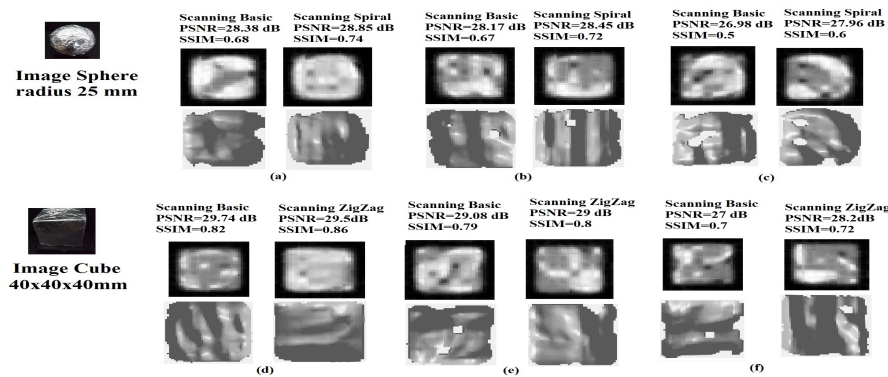 Scanning Basic
PSNR=28.38 dB
SSIM=0.68
Scanning Spiral
PSNR=28.85 dB
SSIM=0.74
Scanning Basic
PSNR=28.17 dB
SSIM=0.67
Scanning Spiral
PSNR=28.45 dB
SSIM=0.72
Scanning Basic
PSNR=26.98 dB
SSIM=0.5
Scanning Spiral
PSNR=27.96 dB
SSIM=0.6
Image Sphere
radius 25 mm
(a)
(b)
(c)
Scanning Basic
PSNR=29.74 dB
SSIM=0.82
Scanning ZigZag
PSNR=29.5dB
SSIM=0.86
Scanning Basic
PSNR=29.08 dB
SSIM=0.79
Scanning ZigZag
PSNR=29 dB
SSIM=0.8
Scanning Basic
PSNR=27 dB
SSIM=0.7
Scanning ZigZag
PSNR=28.2dB
SSIM=0.72
Image Cube
40x40x40mm
(d)
(e)
(f)